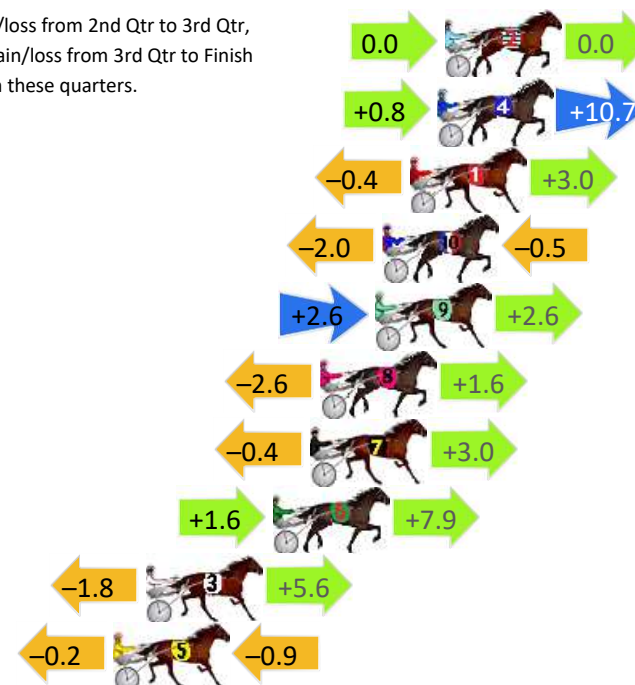 /loss from 2nd Qtr to 3rd Qtr,
ain/loss from 3rd Qtr to Finish
these quarters.
0.0 2 0.0
+0.8 4 +10.7
–0.4 1 +3.0
–2.0 10 –0.5
+2.6 9 +2.6
–2.6 8 +1.6
–0.4 7 +3.0
+1.6 6 +7.9
–1.8 3 +5.6
–0.2 5 –0.9